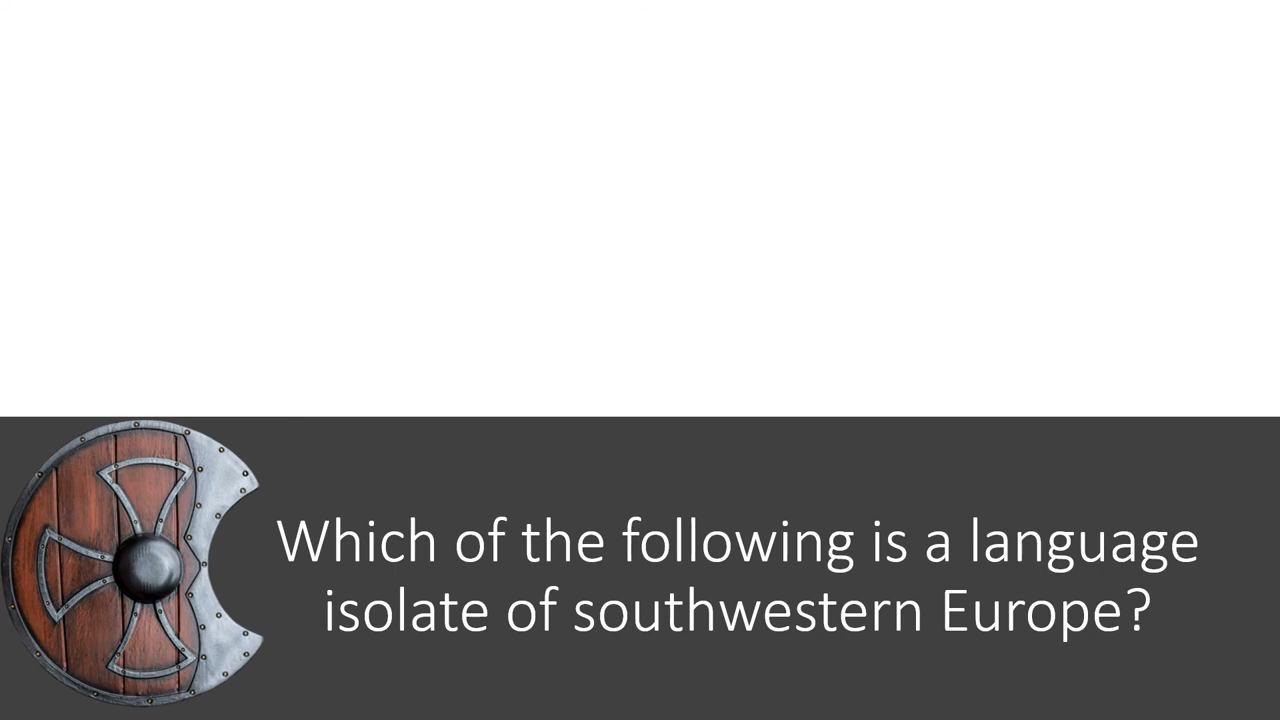 Which of the following is a language
isolate of southwestern Europe?